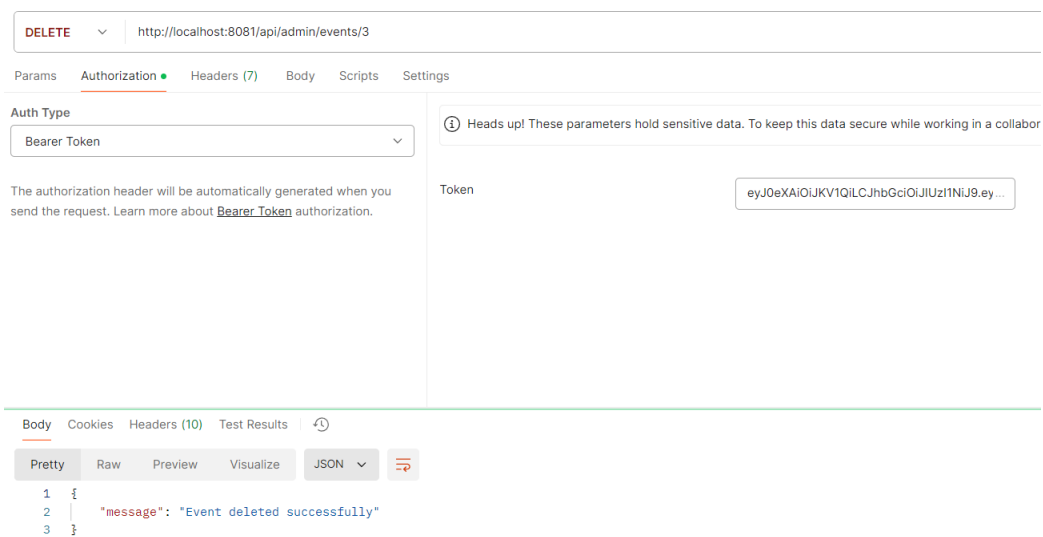 DELETE http://localhost:8081/api/admin/events/3
Params Authorization Headers (7) Body Scripts Settings
Auth Type
Bearer Token
The authorization header will be automatically generated when you
send the request. Learn more about Bearer Token authorization.
Heads up! These parameters hold sensitive data. To keep this data secure while working in a collabor
Token
eyJ0eXAiOiJKV1QiLCJhbGciOiJIUzI1NiJ9.ey...
Body Cookies Headers (10) Test Results
Pretty Raw Preview Visualize JSON
1 {
2 "message": "Event deleted successfully"
3 }